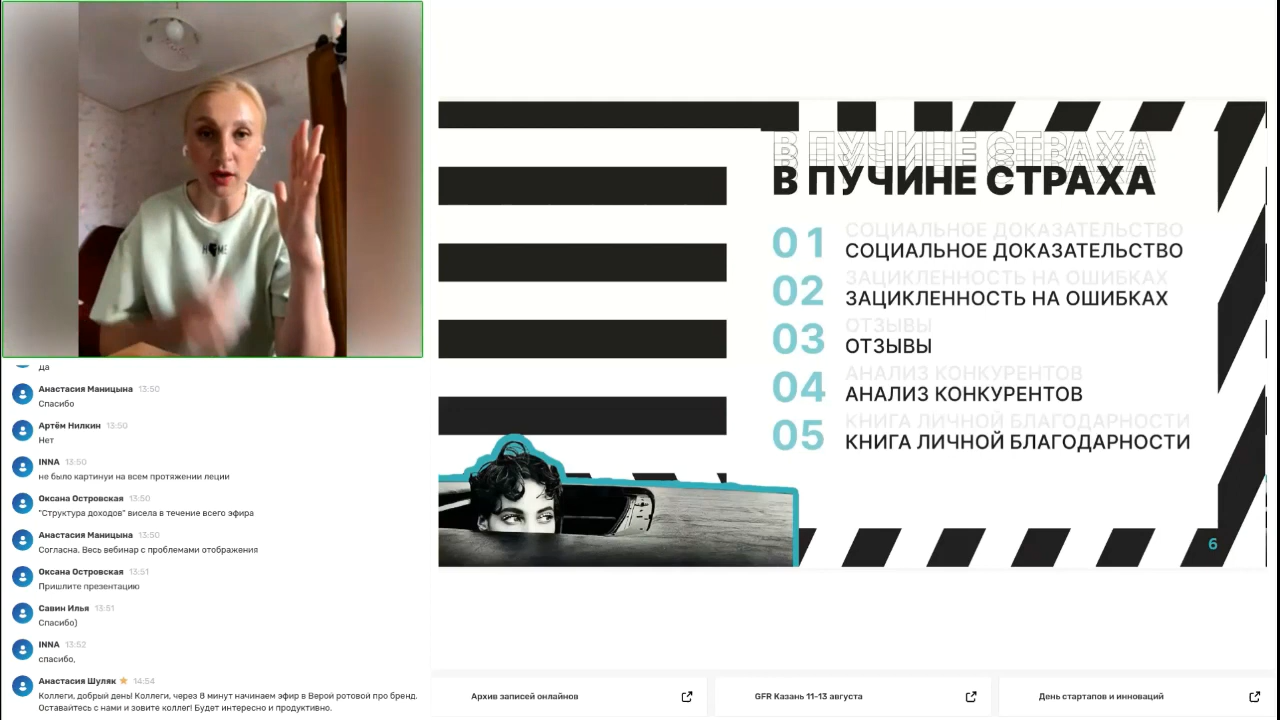 H ME
Да
Анастасия Маницына 13:50
Спасибо
Артём Нилкин 13:50
Нет
INNA 13:50
не было картинуи на всем протяжении леции
Оксана Островская 13:50
"Структура доходов" висела в течение всего эфира
Анастасия Маницына 13:50
Согласна. Весь вебинар с проблемами отображения
Оксана Островская 13:51
Пришлите презентацию
Савин Илья 13:51
Спасибо)
INNA 13:52
спасибо,
Анастасия Шуляк 14:54
Коллеги, добрый день! Коллеги, через 8 минут начинаем эфир в Верой ротовой про бренд.
Оставайтесь с нами и зовите коллег! Будет интересно и продуктивно.
В ПУЧИНЕ СТРАХА
В ПУЧИНЕ СТРАХА
СОЦИАЛЬНОЕ ДОКАЗАТЕЛЬСТВО
01 СОЦИАЛЬНОЕ ДОКАЗАТЕЛЬСТВО
ЗАЦИКЛЕННОСТЬ НА ОШИБКАХ
02 ЗАЦИКЛЕННОСТЬ НА ОШИБКАХ
ОТЗЫВЫ
03 ОТЗЫВЫ
АНАЛИЗ КОНКУРЕНТОВ
04 АНАЛИЗ КОНКУРЕНТОВ
КНИГА ЛИЧНОЙ БЛАГОДАРНОСТИ
05 КНИГА ЛИЧНОЙ БЛАГОДАРНОСТИ
6
Архив записей онлайнов
GFR Казань 11-13 августа
День стартапов и инноваций